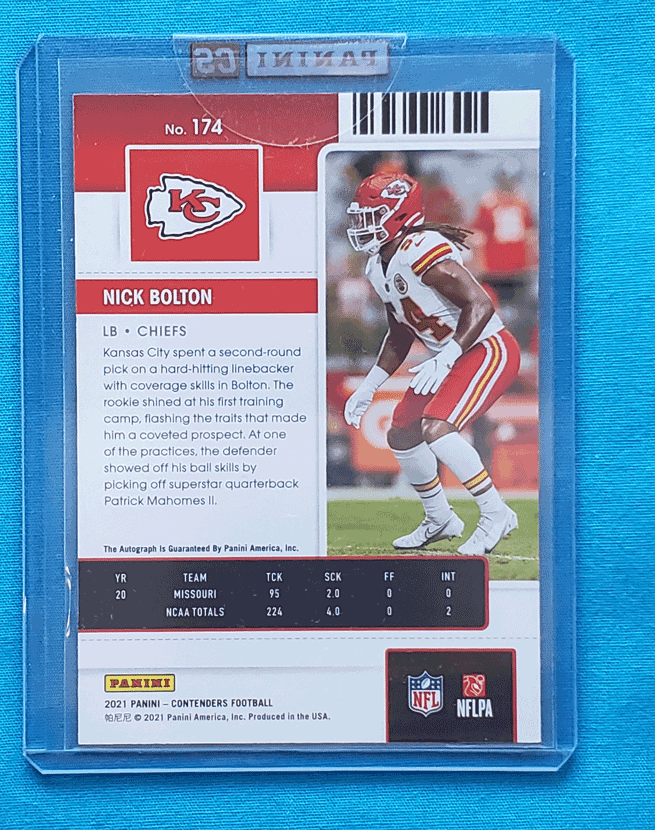 CS PANINI
No. 174
KC
NICK BOLTON
LB • CHIEFS
Kansas City spent a second-round
pick on a hard-hitting linebacker
with coverage skills in Bolton. The
rookie shined at his first training
camp, flashing the traits that made
him a coveted prospect. At one
of the practices, the defender
showed off his ball skills by
picking off superstar quarterback
Patrick Mahomes II.
The Autograph Is Guaranteed By Panini America, Inc.
YR TEAM TCK SCK FF INT
20 MISSOURI 95 2.0 0 0
NCAA TOTALS 224 4.0 0 2
PANINI
2021 PANINI – CONTENDERS FOOTBALL
帕尼尼 © 2021 Panini America, Inc. Produced in the USA.
NFL
NFLPA